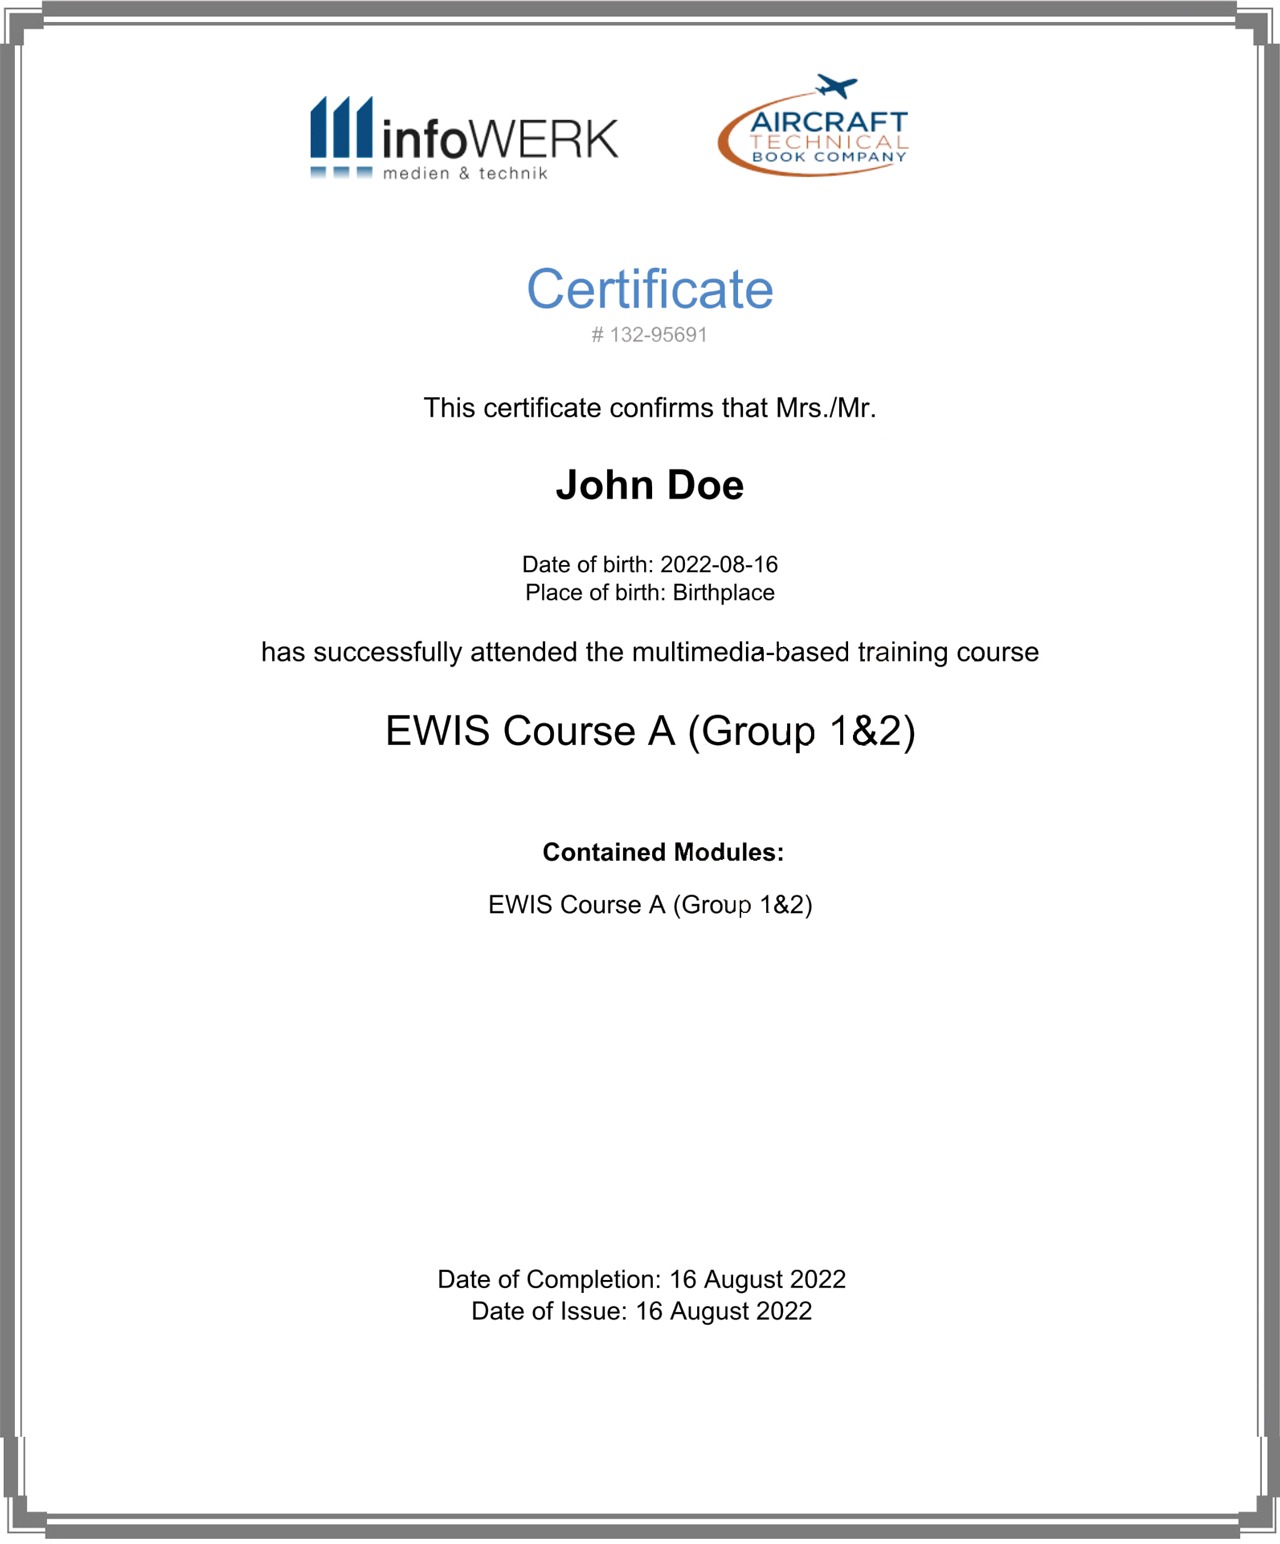 infoWERK
medien & technik
AIRCRAFT
TECHNICAL
BOOK COMPANY
Certificate
# 132-95691
This certificate confirms that Mrs./Mr.
John Doe
Date of birth: 2022-08-16
Place of birth: Birthplace
has successfully attended the multimedia-based training course
EWIS Course A (Group 1&2)
Contained Modules:
EWIS Course A (Group 1&2)
Date of Completion: 16 August 2022
Date of Issue: 16 August 2022